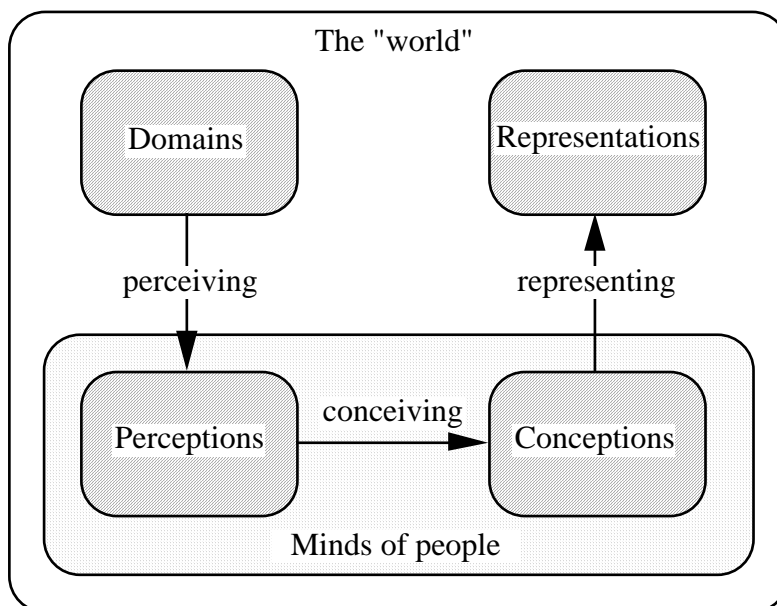 The "world"
Domains
Representations
perceiving
representing
Perceptions
conceiving
Conceptions
Minds of people